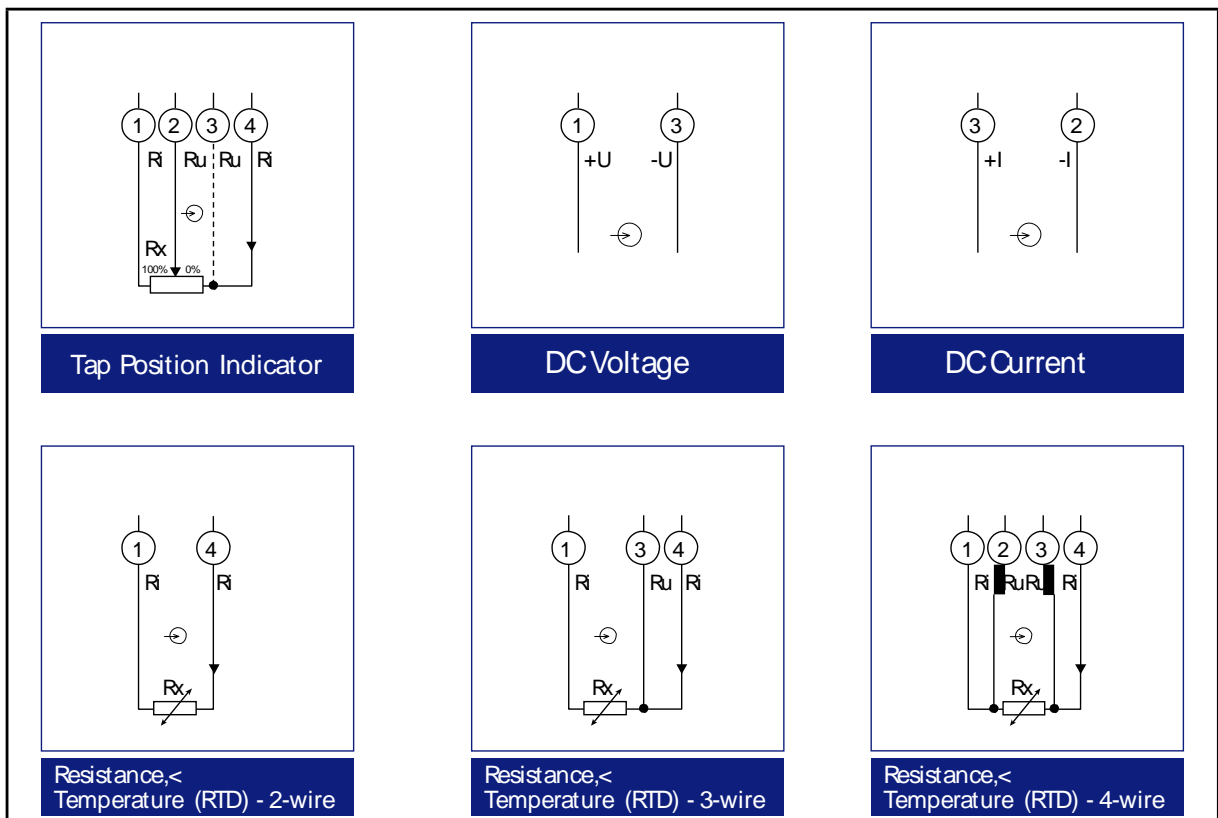 1 2 3 4
Ri Ru Ru Ri
Rx
100% 0%
Tap Position Indicator
1 3
+U -U
DC Voltage
3 2
+I -I
DC Current
1 4
Ri Ri
Rx
Resistance,<
Temperature (RTD) - 2-wire
1 3 4
Ri Ru Ri
Rx
Resistance,<
Temperature (RTD) - 3-wire
1 2 3 4
Ri Ru Ru Ri
Rx
Resistance,<
Temperature (RTD) - 4-wire